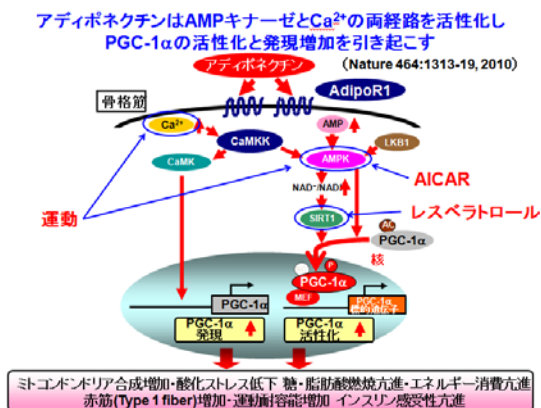 アディポネクチンはAMPキナーゼとCa²⁺の両経路を活性化し
PGC-1αの活性化と発現増加を引き起こす
アディポネクチン
(Nature 464:1313-19, 2010)
AdipoR1
骨格筋
Ca²⁺
CaMKK
AMP
LKB1
CaMK
AMPK
AICAR
NAD⁺/NADH
運動
SIRT1
レスベラトロール
AC
PGC-1α
核
P
PGC-1α
MEF
PGC-1α
PGC-1α
標的遺伝子
PGC-1α
発現
PGC-1α
活性化
ミトコンドンドリア合成増加・酸化ストレス低下 糖・脂肪酸燃焼亢進・エネルギー消費亢進
赤筋(Type 1 fiber)増加・運動耐容能増加 インスリン感受性亢進